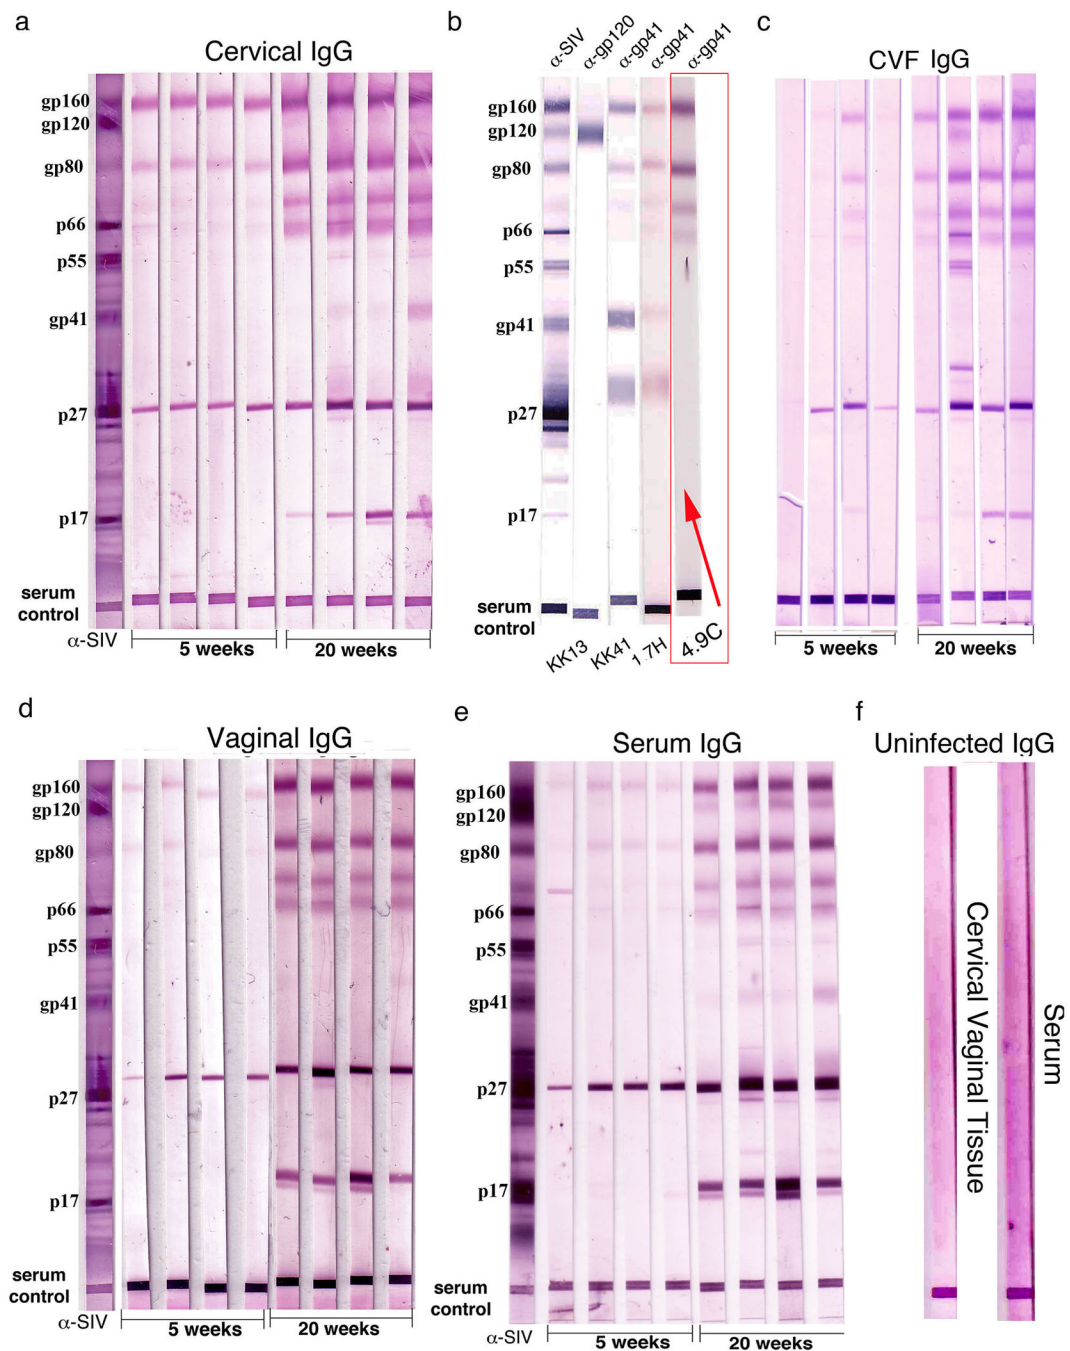 a
Cervical IgG
gp160
gp120
gp80
p66
p55
gp41
p27
p17
serum
control
α-SIV
5 weeks
20 weeks
b
α-SIV
α-gp120
α-gp41
α-gp41
α-gp41
gp160
gp120
gp80
p66
p55
gp41
p27
p17
serum
control
KK13
KK41
1.7H
4.9C
c
CVF IgG
5 weeks
20 weeks
d
Vaginal IgG
gp160
gp120
gp80
p66
p55
gp41
p27
p17
serum
control
α-SIV
5 weeks
20 weeks
e
Serum IgG
gp160
gp120
gp80
p66
p55
gp41
p27
p17
serum
control
α-SIV
5 weeks
20 weeks
f
Uninfected IgG
Cervical Vaginal Tissue
Serum